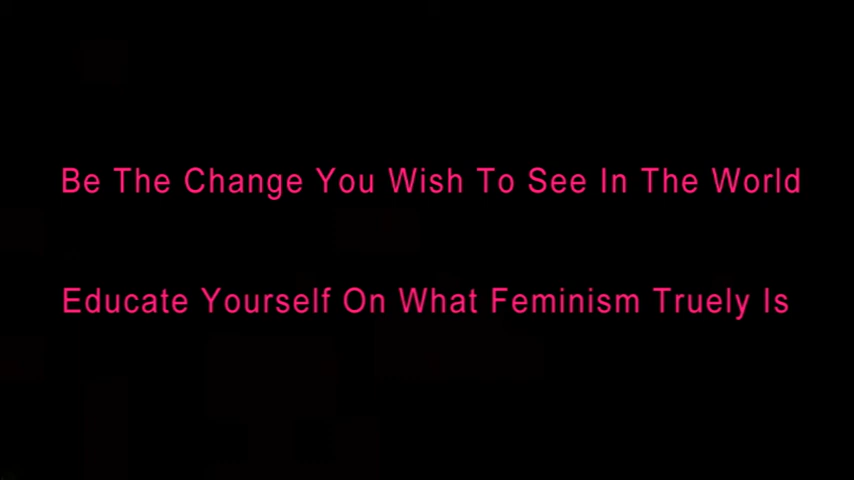 Be The Change You Wish To See In The World
Educate Yourself On What Feminism Truely Is